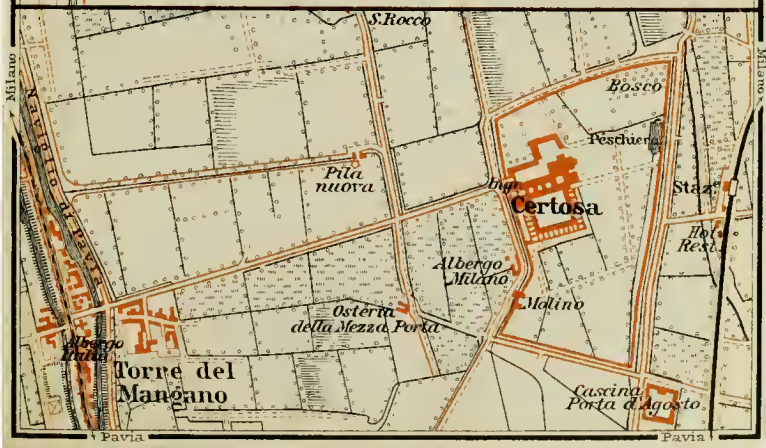 S. Rocco
Milano
Naviglio di Pavia
Bosco
Milano
Peschiera
Pila
nuova
Ingr.
Staz.e
Certosa
Hot.
Rest.
Albergo
Milano
Molino
Osteria
della Mezza Porta
Albergo
Italia
Torre del
Mangano
Cascina
Porta d'Agosto
Pavia
Pavia